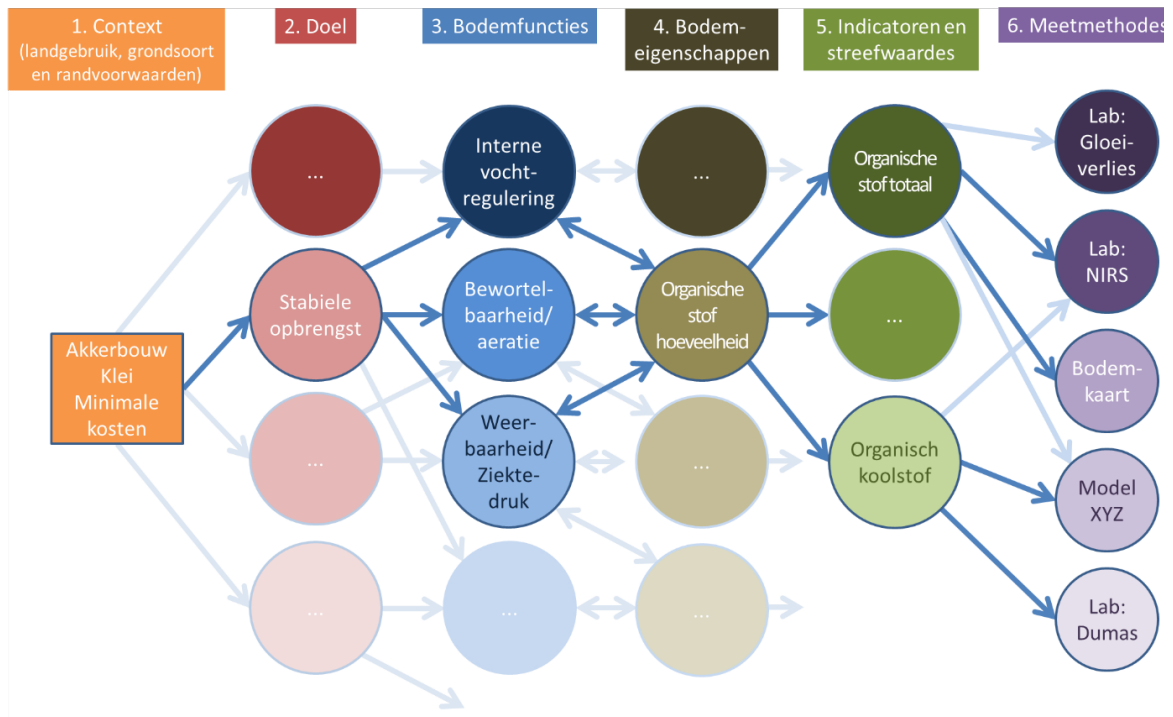 1. Context
(landgebruik, grondsoort
en randvoorwaarden)
2. Doel
3. Bodemfuncties
4. Bodem-
eigenschappen
5. Indicatoren en
streefwaardes
6. Meetmethodes
Akkerbouw
Klei
Minimale
kosten
...
Stabiele
opbrengst
...
...
Interne
vocht-
regulering
Bewortel-
baarheid/
aeratie
Weer-
baarheid/
Ziekte-
druk
...
...
Organische
stof
hoeveelheid
...
...
Organische
stof totaal
...
Organisch
koolstof
Lab:
Gloei-
verlies
Lab:
NIRS
Bodem-
kaart
Model
XYZ
Lab:
Dumas